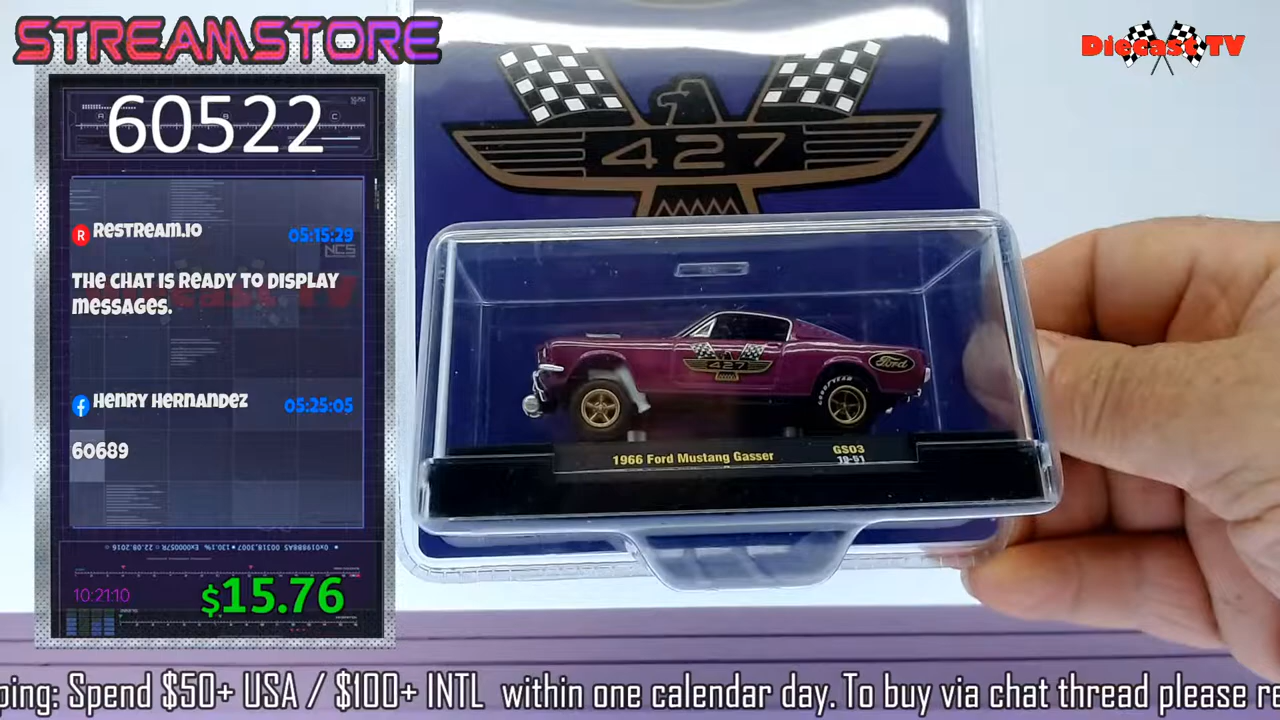 STREAMSTORE
Diecast TV
60522
427
RESTREAM.IO 05:15:29
NCS
THE CHAT IS READY TO DISPLAY
MESSAGES.
HENRY HERNANDEZ 05:25:05
60689
427
Ford
GOODYEAR
1966 Ford Mustang Gasser
GS03
10:21:10
$15.76
ping: Spend $50+ USA / $100+ INTL within one calendar day. To buy via chat thread please re